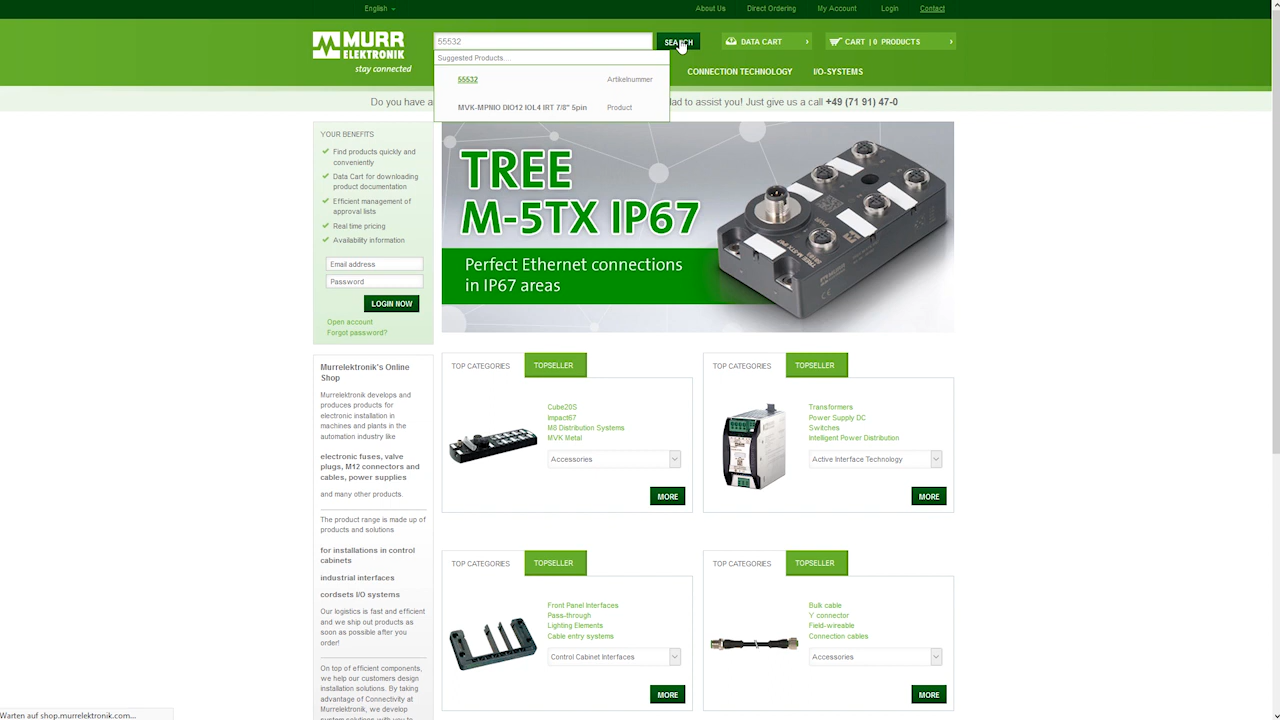 English
About Us
Direct Ordering
My Account
Login
Contact
MURR
ELEKTRONIK
stay connected
55532
SEARCH
DATA CART
CART | 0 PRODUCTS
Suggested Products....
55532 Artikelnummer
MVK-MPNIO DIO12 IOL4 IRT 7/8" 5pin Product
CONNECTION TECHNOLOGY
I/O-SYSTEMS
Do you have a
ad to assist you! Just give us a call +49 (71 91) 47-0
YOUR BENEFITS
Find products quickly and
conveniently
Data Cart for downloading
product documentation
Efficient management of
approval lists
Real time pricing
Availability information
Email address
Password
LOGIN NOW
Open account
Forgot password?
TREE
M-5TX IP67
Perfect Ethernet connections
in IP67 areas
Murrelektronik's Online
Shop
Murrelektronik develops and
produces products for
electronic installation in
machines and plants in the
automation industry like
electronic fuses, valve
plugs, M12 connectors and
cables, power supplies
and many other products.
The product range is made up of
products and solutions
for installations in control
cabinets
industrial interfaces
cordsets I/O systems
Our logistics is fast and efficient
and we ship out products as
soon as possible after you
order!
On top of efficient components,
we help our customers design
installation solutions. By taking
advantage of Connectivity at
Murrelektronik, we develop
TOP CATEGORIES
TOPSELLER
Cube20S
Impact67
M8 Distribution Systems
MVK Metal
Accessories
MORE
TOP CATEGORIES
TOPSELLER
Transformers
Power Supply DC
Switches
Intelligent Power Distribution
Active Interface Technology
MORE
TOP CATEGORIES
TOPSELLER
Front Panel Interfaces
Pass-through
Lighting Elements
Cable entry systems
Control Cabinet Interfaces
MORE
TOP CATEGORIES
TOPSELLER
Bulk cable
Y connector
Field-wireable
Connection cables
Accessories
MORE
Warten auf shop.murrelektronik.com...